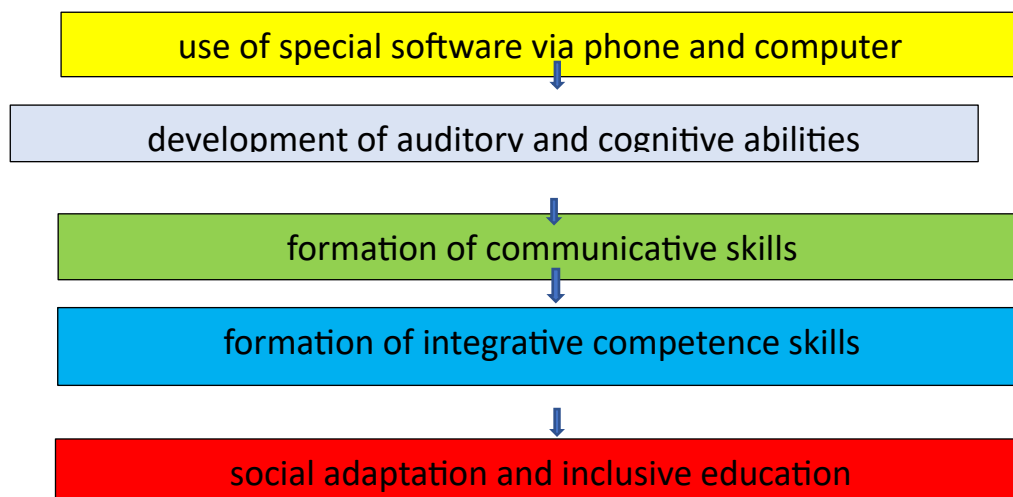 use of special software via phone and computer
development of auditory and cognitive abilities
formation of communicative skills
formation of integrative competence skills
social adaptation and inclusive education